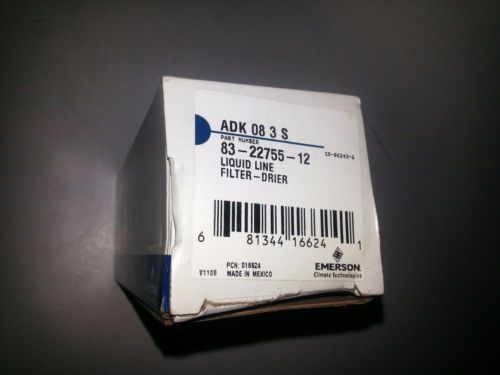 ADK 08 3 S
PART NUMBER
83-22755-12
LIQUID LINE
FILTER-DRIER
6 81344 16624 1
PCN: 016624
MADE IN MEXICO
EMERSON
Climate Technologies